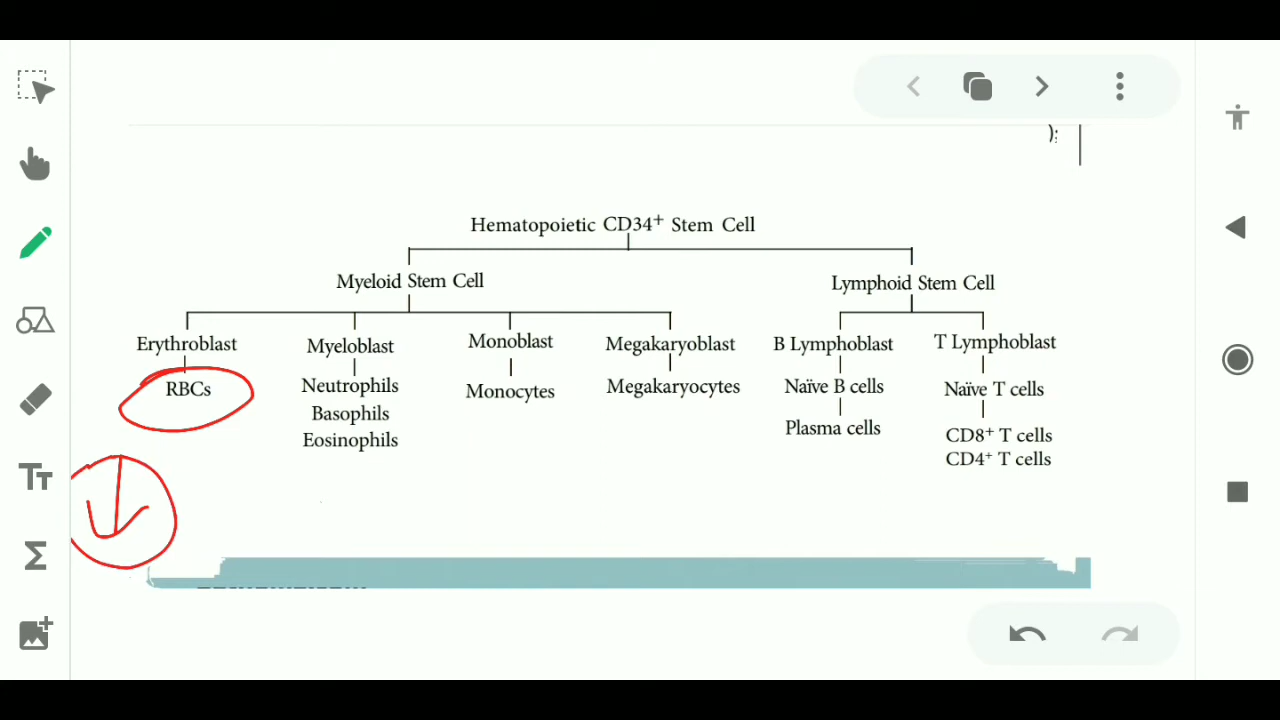 ):
Hematopoietic CD34⁺ Stem Cell
Myeloid Stem Cell
Lymphoid Stem Cell
Erythroblast
Myeloblast
Monoblast
Megakaryoblast
B Lymphoblast
T Lymphoblast
RBCs
Neutrophils
Basophils
Eosinophils
Monocytes
Megakaryocytes
Naïve B cells
Plasma cells
Naïve T cells
CD8⁺ T cells
CD4⁺ T cells